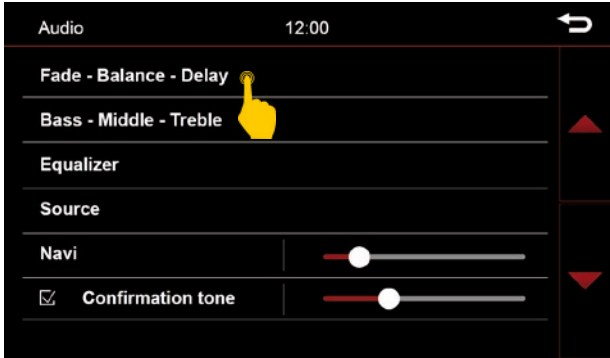 Audio 12:00
Fade - Balance - Delay
Bass - Middle - Treble
Equalizer
Source
Navi
Confirmation tone